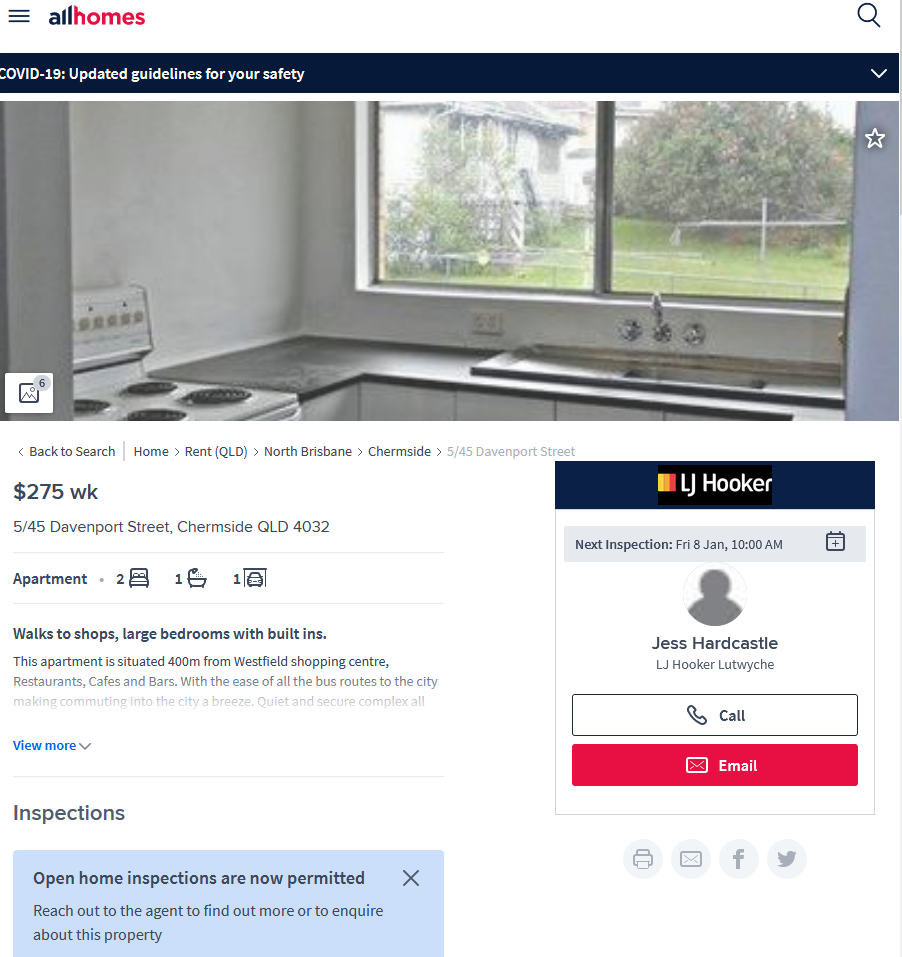 allhomes
COVID-19: Updated guidelines for your safety
6
Back to Search Home > Rent (QLD) > North Brisbane > Chermside > 5/45 Davenport Street
$275 wk
5/45 Davenport Street, Chermside QLD 4032
Apartment • 2 1 1
Walks to shops, large bedrooms with built ins.
This apartment is situated 400m from Westfield shopping centre,
Restaurants, Cafes and Bars. With the ease of all the bus routes to the city
making commuting into the city a breeze. Quiet and secure complex all
View more
Inspections
Open home inspections are now permitted
Reach out to the agent to find out more or to enquire
about this property
LJ Hooker
Next Inspection: Fri 8 Jan, 10:00 AM
Jess Hardcastle
LJ Hooker Lutwyche
Call
Email